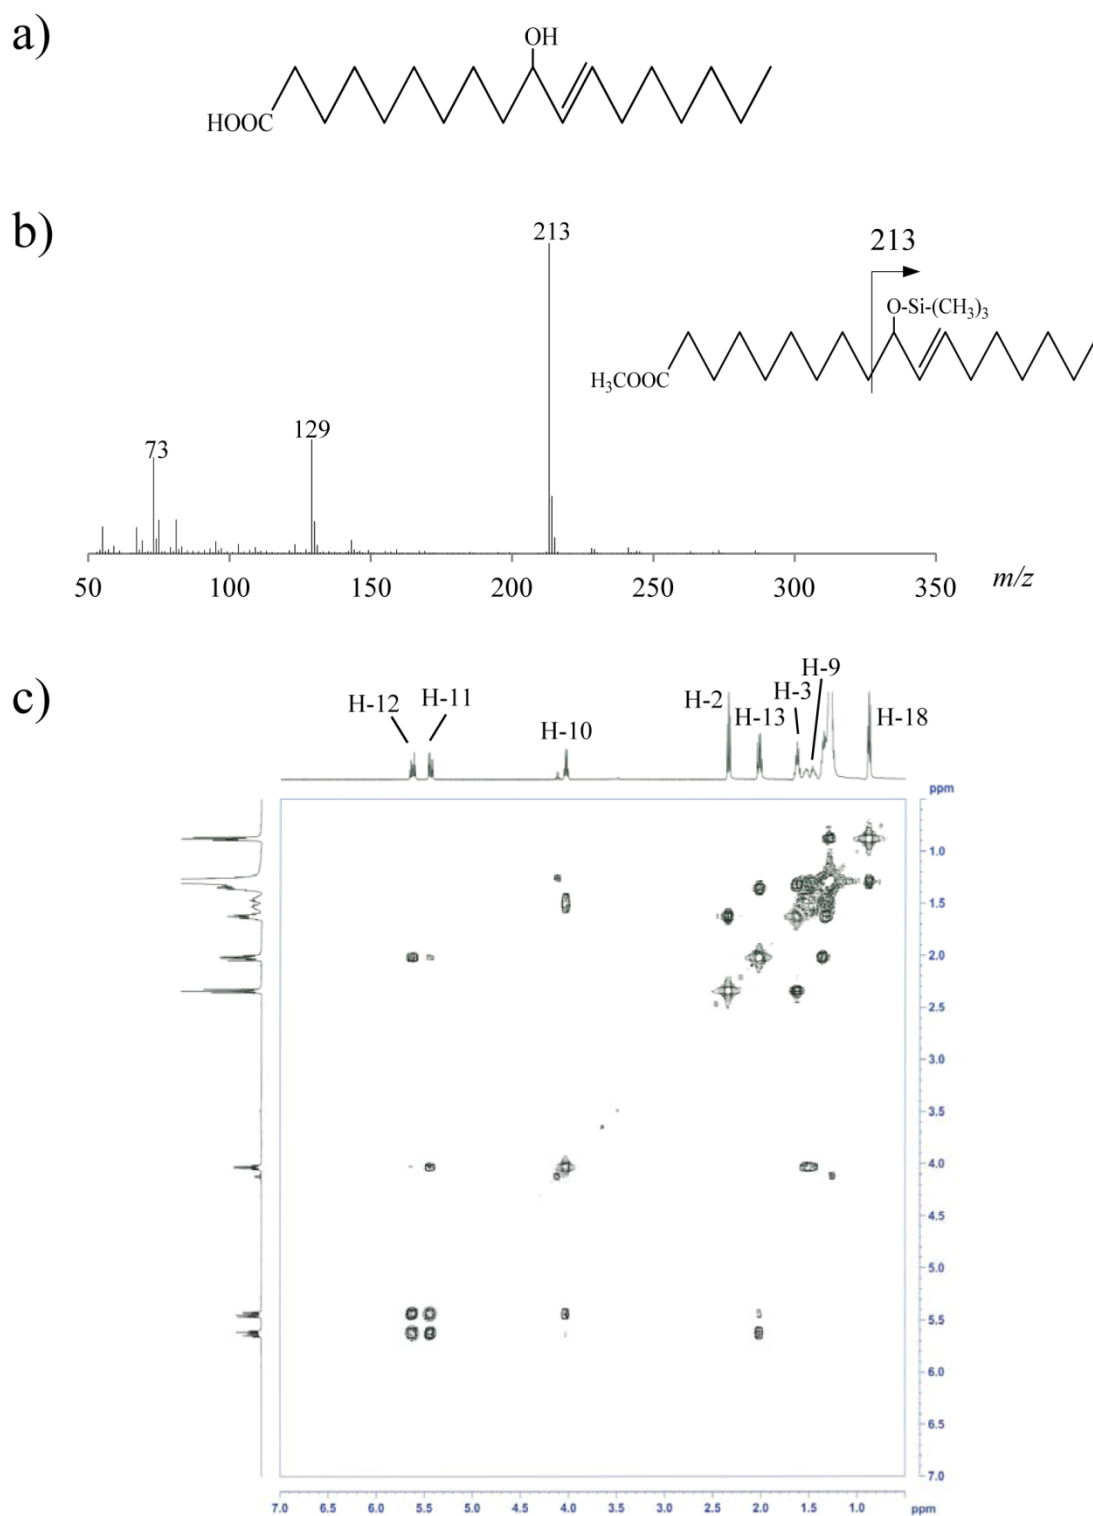 a)
OH
HOOC
b)
213
213
O-Si-(CH3)3
H3COOC
129
73
50 100 150 200 250 300 350 m/z
c)
H-9
H-12 H-11 H-3
H-2
H-10 H-13 H-18
ppm
1.0
1.5
2.0
2.5
3.0
3.5
4.0
4.5
5.0
5.5
6.0
6.5
7.0
7.0 6.5 6.0 5.5 5.0 4.5 4.0 3.5 3.0 2.5 2.0 1.5 1.0 ppm